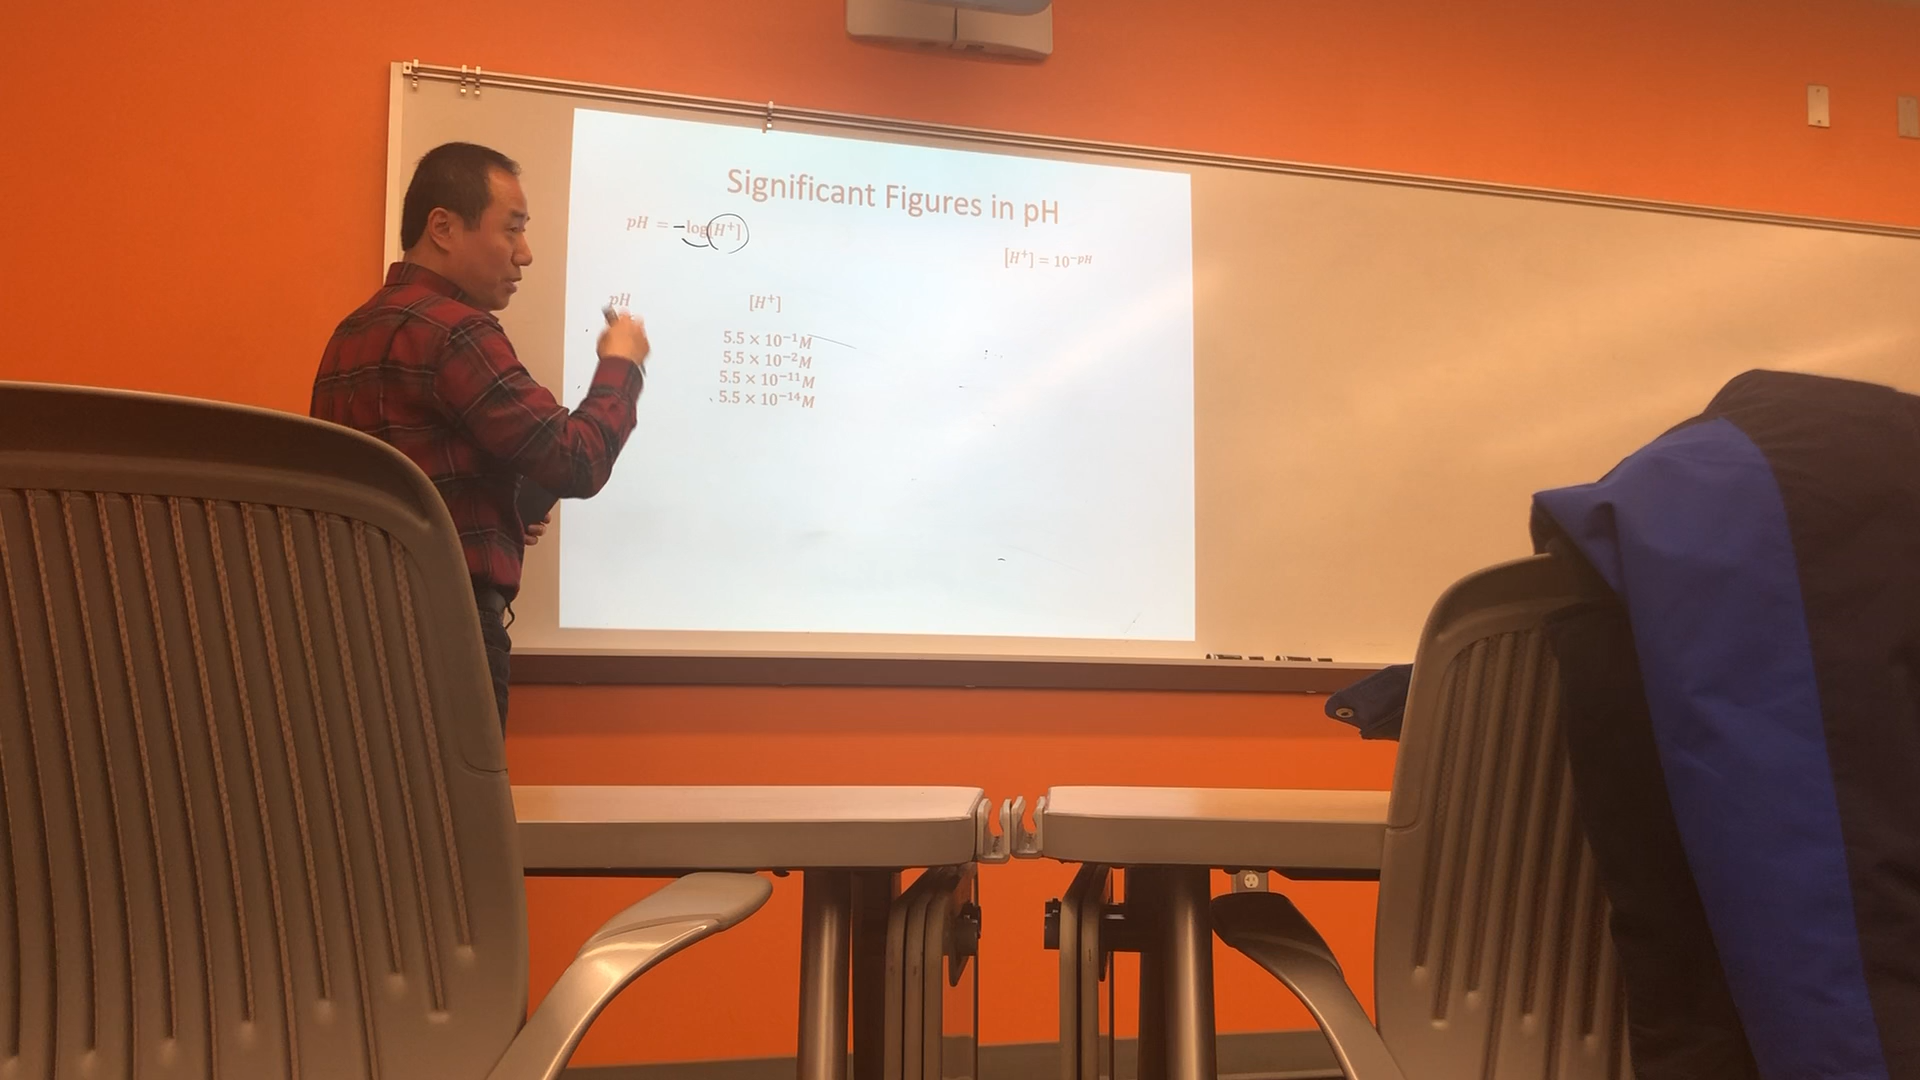 Significant Figures in pH
pH = −log[H⁺]
[H⁺] = 10⁻ᵖᴴ
pH [H⁺]
5.5 × 10⁻¹M
5.5 × 10⁻²M
5.5 × 10⁻¹¹M
5.5 × 10⁻¹⁴M